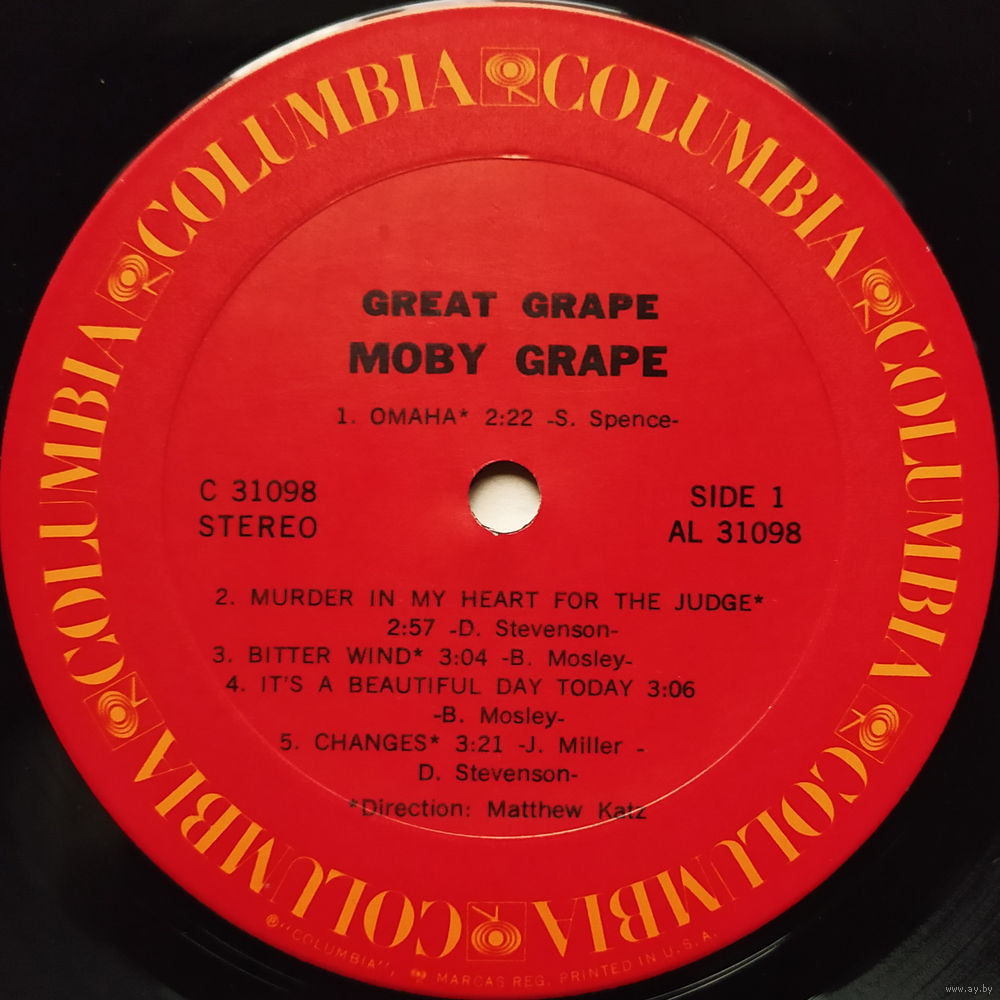 COLUMBIA COLUMBIA COLUMBIA COLUMBIA COLUMBIA COLUMBIA
GREAT GRAPE
MOBY GRAPE
1. OMAHA* 2:22 -S. Spence-
C 31098
STEREO
SIDE 1
AL 31098
2. MURDER IN MY HEART FOR THE JUDGE*
2:57 -D. Stevenson-
3. BITTER WIND* 3:04 -B. Mosley-
4. IT'S A BEAUTIFUL DAY TODAY 3:06
-B. Mosley-
5. CHANGES* 3:21 -J. Miller -
D. Stevenson-
*Direction: Matthew Katz
®"COLUMBIA", MARCAS REG. PRINTED IN U.S.A.
www.ay.by